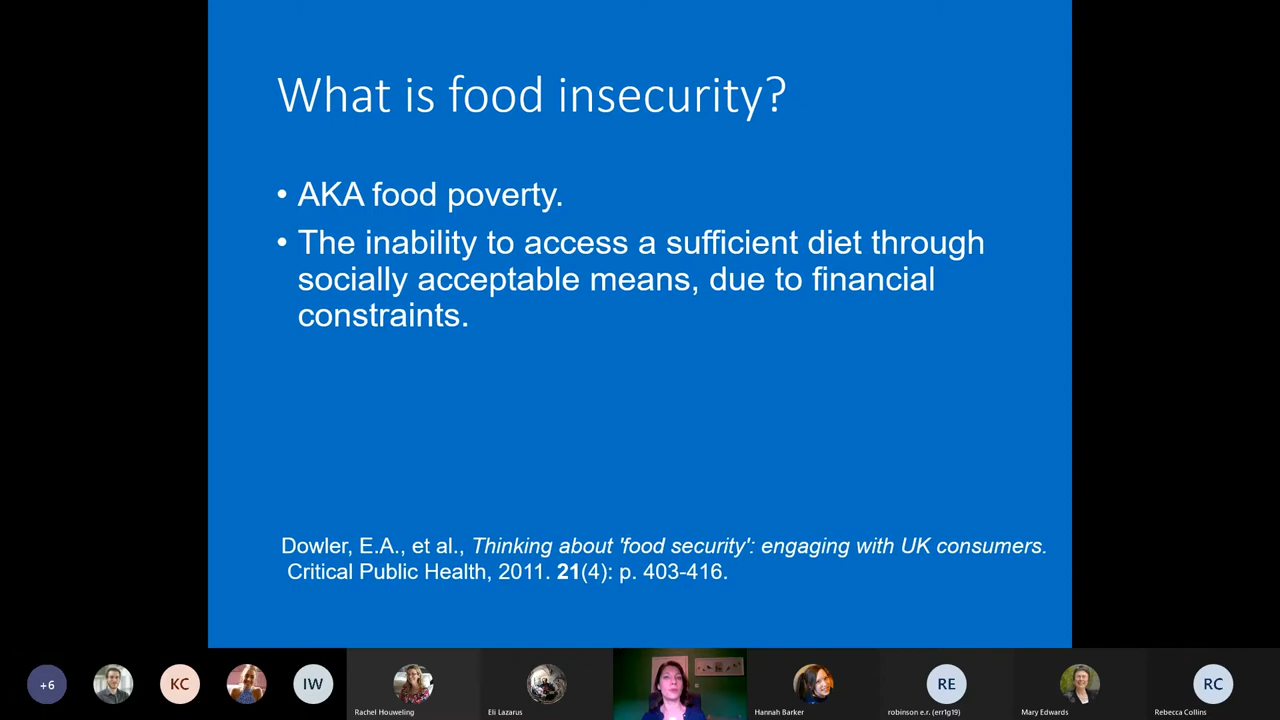 What is food insecurity?
• AKA food poverty.
• The inability to access a sufficient diet through
socially acceptable means, due to financial
constraints.
Dowler, E.A., et al., Thinking about 'food security': engaging with UK consumers.
Critical Public Health, 2011. 21(4): p. 403-416.
+6
KC
IW
Rachel Houweling
Eli Lazarus
Hannah Barker
RE
robinson e.r. (err1g19)
Mary Edwards
RC
Rebecca Collins